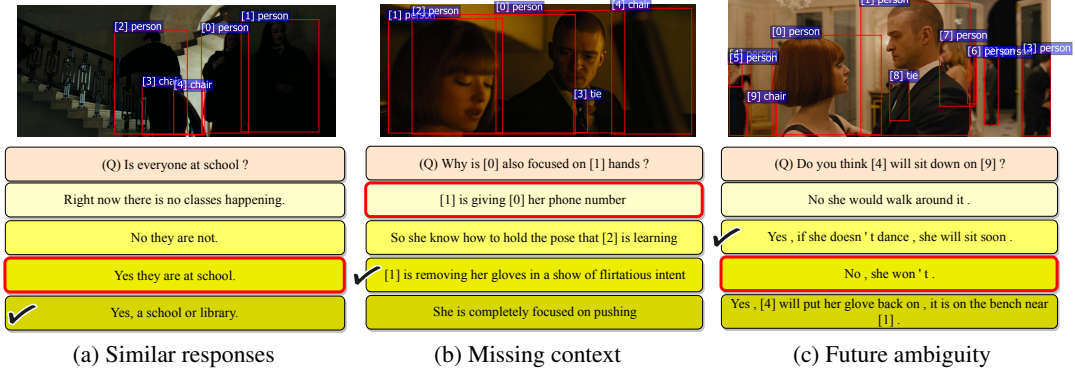 [2] person
[0] person
[1] person
[3] chair
[4] chair
(Q) Is everyone at school ?
Right now there is no classes happening.
No they are not.
Yes they are at school.
Yes, a school or library.
(a) Similar responses
[1] person
[2] person
[0] person
[4] chair
[3] tie
(Q) Why is [0] also focused on [1] hands ?
[1] is giving [0] her phone number
So she know how to hold the pose that [2] is learning
[1] is removing her gloves in a show of flirtatious intent
She is completely focused on pushing
(b) Missing context
[1] person
[0] person
[7] person
[6] person
[3] person
[5] person
[8] tie
[9] chair
(Q) Do you think [4] will sit down on [9] ?
No she would walk around it .
Yes , if she doesn ' t dance , she will sit soon .
No , she won ' t .
Yes , [4] will put her glove back on , it is on the bench near
[1] .
(c) Future ambiguity